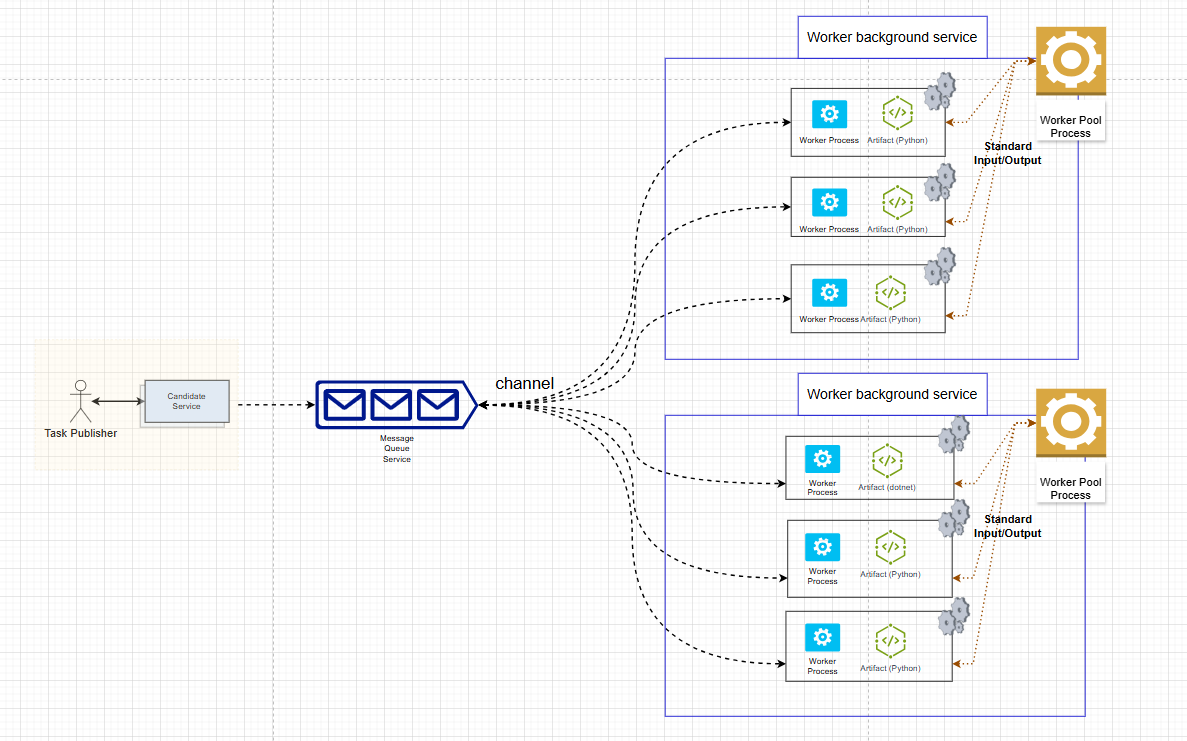 Worker background service
Worker Pool
Process
Worker Process
Artifact (Python)
Standard
Input/Output
Worker Process
Artifact (Python)
Worker Process
Artifact (Python)
channel
Candidate
Service
Task Publisher
Message
Queue
Service
Worker background service
Worker Pool
Process
Worker
Process
Artifact (dotnet)
Standard
Input/Output
Worker
Process
Artifact (Python)
Worker
Process
Artifact (Python)